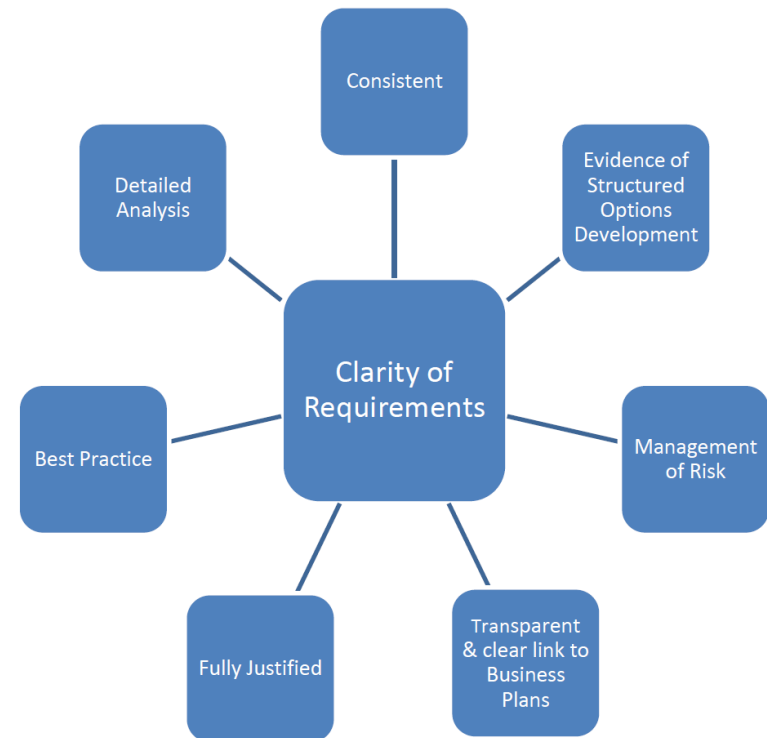 Consistent
Evidence of
Structured
Options
Development
Management
of Risk
Transparent
& clear link to
Business
Plans
Fully Justified
Best Practice
Detailed
Analysis
Clarity of
Requirements